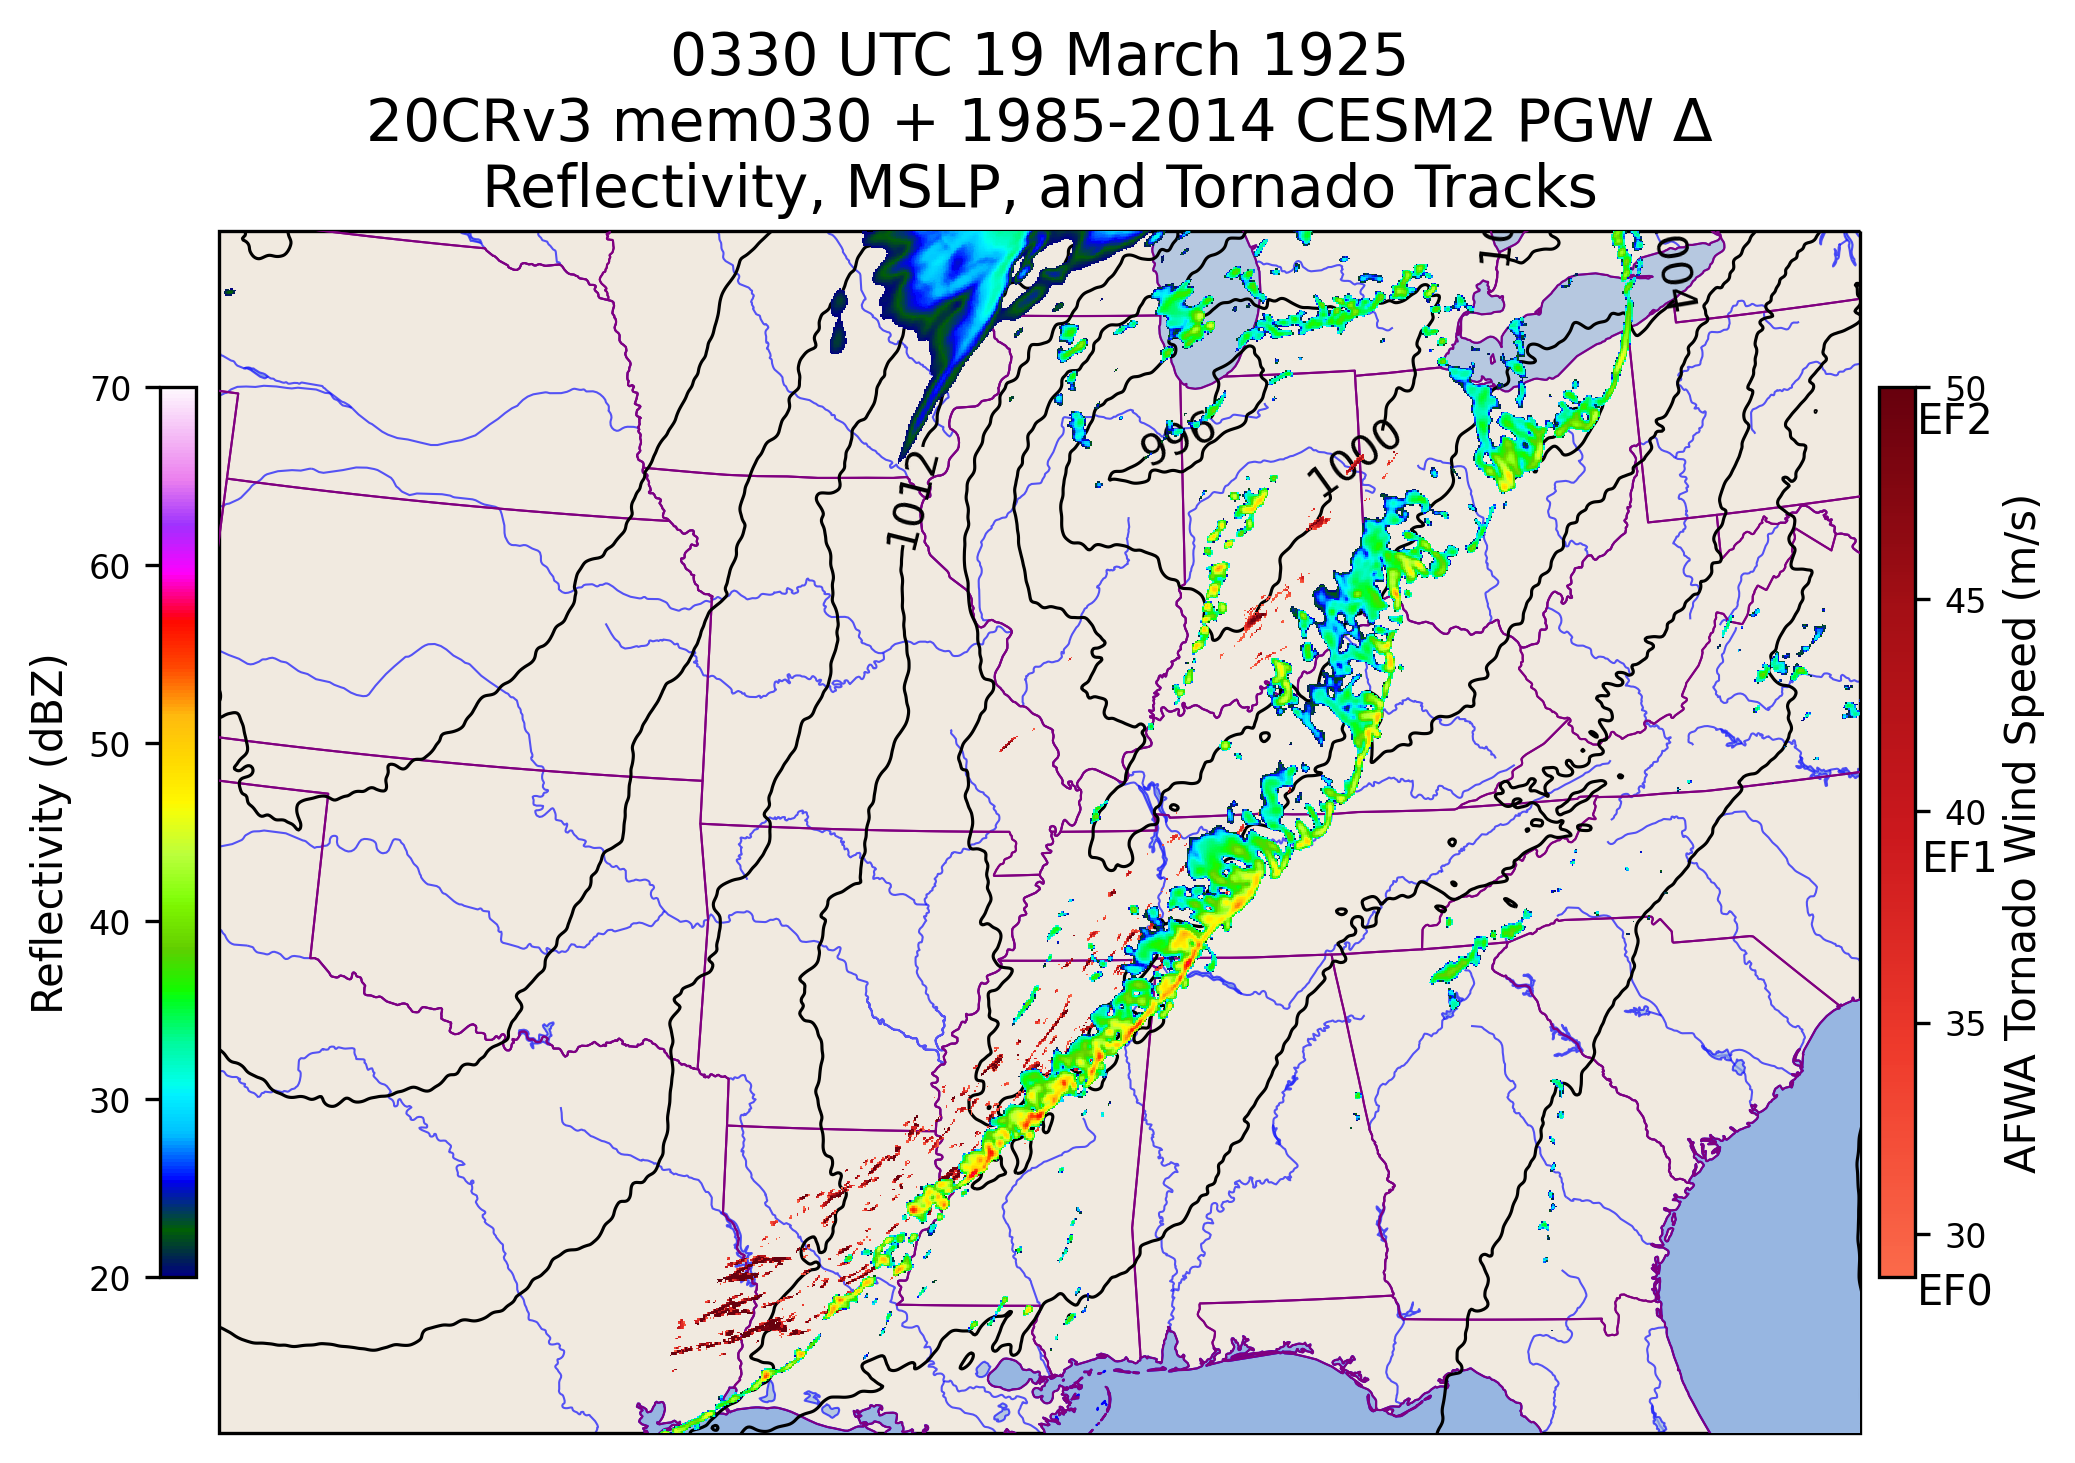 0330 UTC 19 March 1925
20CRv3 mem030 + 1985-2014 CESM2 PGW Δ
Reflectivity, MSLP, and Tornado Tracks
Reflectivity (dBZ)
70
60
50
40
30
20
1012
996
1000
1004
50
EF2
45
40
EF1
35
30
EF0
AFWA Tornado Wind Speed (m/s)